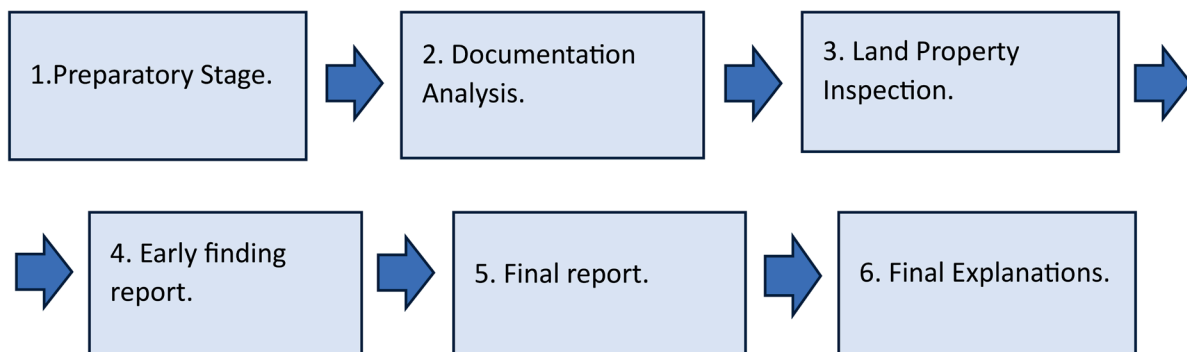 1.Preparatory Stage.
2. Documentation
Analysis.
3. Land Property
Inspection.
4. Early finding
report.
5. Final report.
6. Final Explanations.